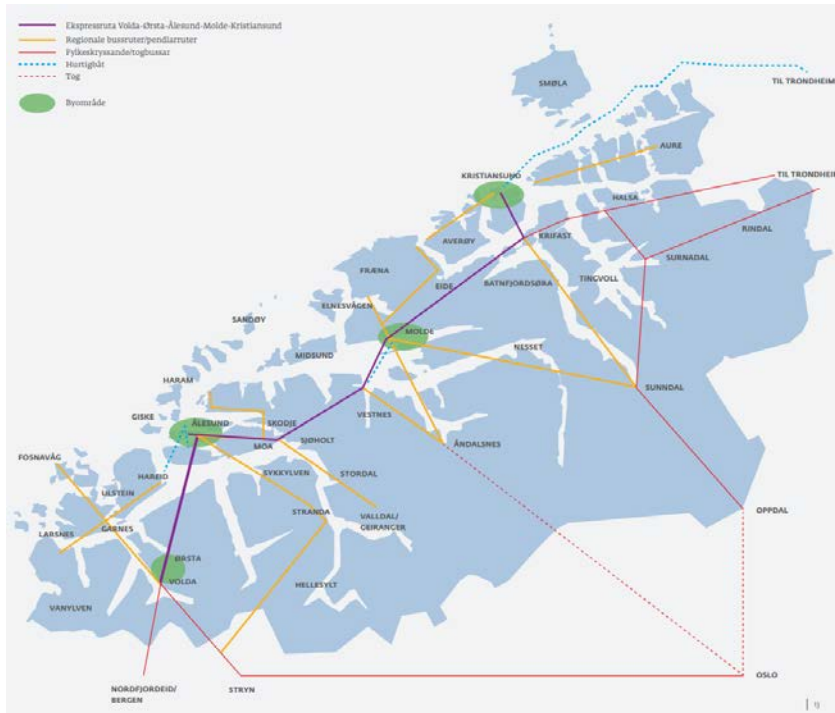 Ekspressruta Volda-Ørsta-Ålesund-Molde-Kristiansund
Regionale bussruter/pendlarruter
Fylkeskryssande/togbussar
Hurtigbåt
Tog
Byområde
SMØLA
TIL TRONDHEIM
AURE
KRISTIANSUND
TIL TRONDHEIM
HALSA
RINDAL
AVERØY
KRIFAST
SURNADAL
FRÆNA
EIDE
BATNFJORDSØRA
TINGVOLL
ELNESVÅGEN
SANDØY
MOLDE
MIDSUND
NESSET
HARAM
SUNNDAL
GISKE
VESTNES
ÅLESUND
SKODJE
ÅNDALSNES
MOA
SJØHOLT
FOSNAVÅG
HAREID
SYKKYLVEN
STORDAL
ULSTEIN
STRANDA
VALLDAL/
GEIRANGER
OPPDAL
LARSNES
GARNES
ØRSTA
VOLDA
HELLESYLT
VANYLVEN
OSLO
NORDFJORDEID/
BERGEN
STRYN